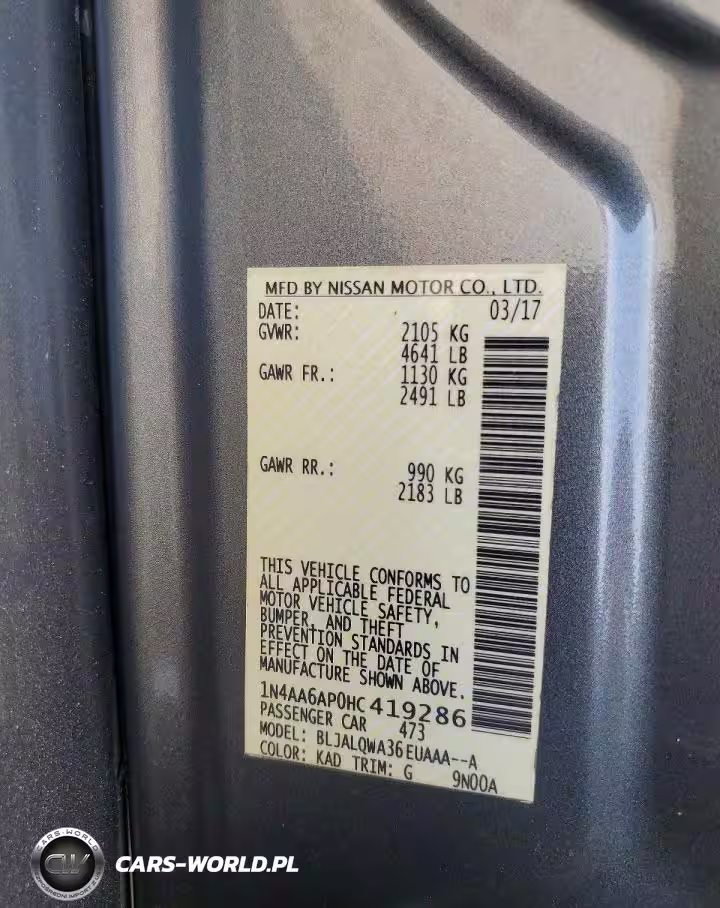 MFD BY NISSAN MOTOR CO., LTD.
DATE: 03/17
GVWR: 2105 KG
4641 LB
GAWR FR.: 1130 KG
2491 LB
GAWR RR.: 990 KG
2183 LB
THIS VEHICLE CONFORMS TO
ALL APPLICABLE FEDERAL
MOTOR VEHICLE SAFETY,
BUMPER, AND THEFT
PREVENTION STANDARDS IN
EFFECT ON THE DATE OF
MANUFACTURE SHOWN ABOVE.
1N4AA6AP0HC419286
PASSENGER CAR 473
MODEL: BLJALQWA36EUAAA--A
COLOR: KAD TRIM: G 9N00A
CARS-WORLD
CW
CARS-WORLD.PL